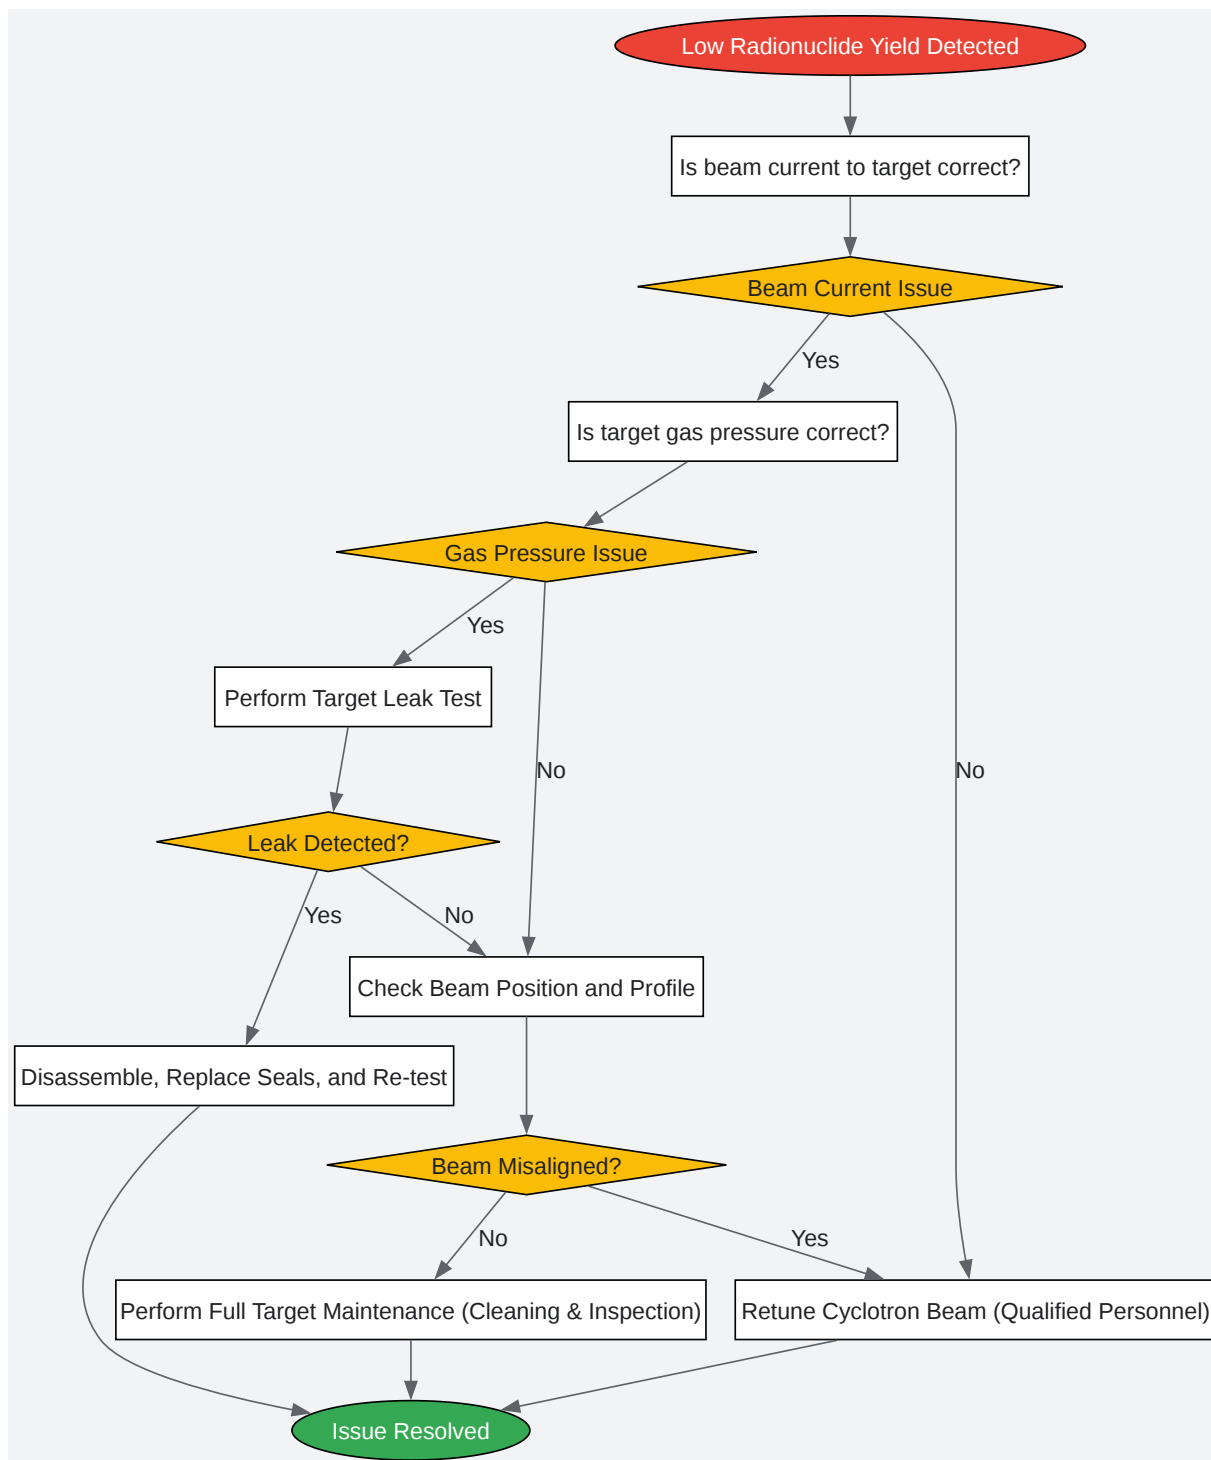 Low Radionuclide Yield Detected
Is beam current to target correct?
Beam Current Issue
Yes
Is target gas pressure correct?
Gas Pressure Issue
Yes
Perform Target Leak Test
No
No
Leak Detected?
Yes
No
Check Beam Position and Profile
Disassemble, Replace Seals, and Re-test
Beam Misaligned?
No
Yes
Perform Full Target Maintenance (Cleaning & Inspection)
Retune Cyclotron Beam (Qualified Personnel)
Issue Resolved